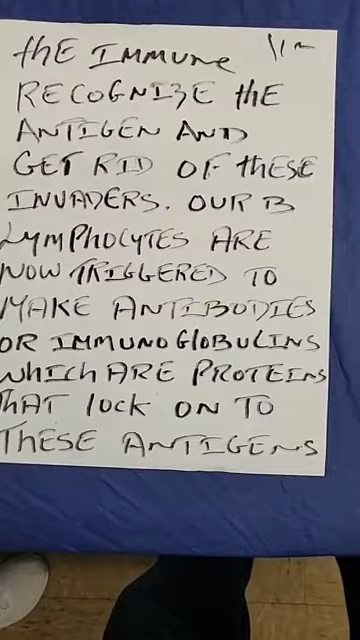 thE IMMUNE
RECOGNIZE thE
ANTIGEN AND
GET RID OF thESE
INVADERS. OUR B
LYMPHOCYTES ARE
NOW TRIGGERED TO
MAKE ANTIBODIES
OR IMMUNOGlOBULINS
WHICh ARE PROTEINS
ThAT lock ON TO
THESE ANTIGENS